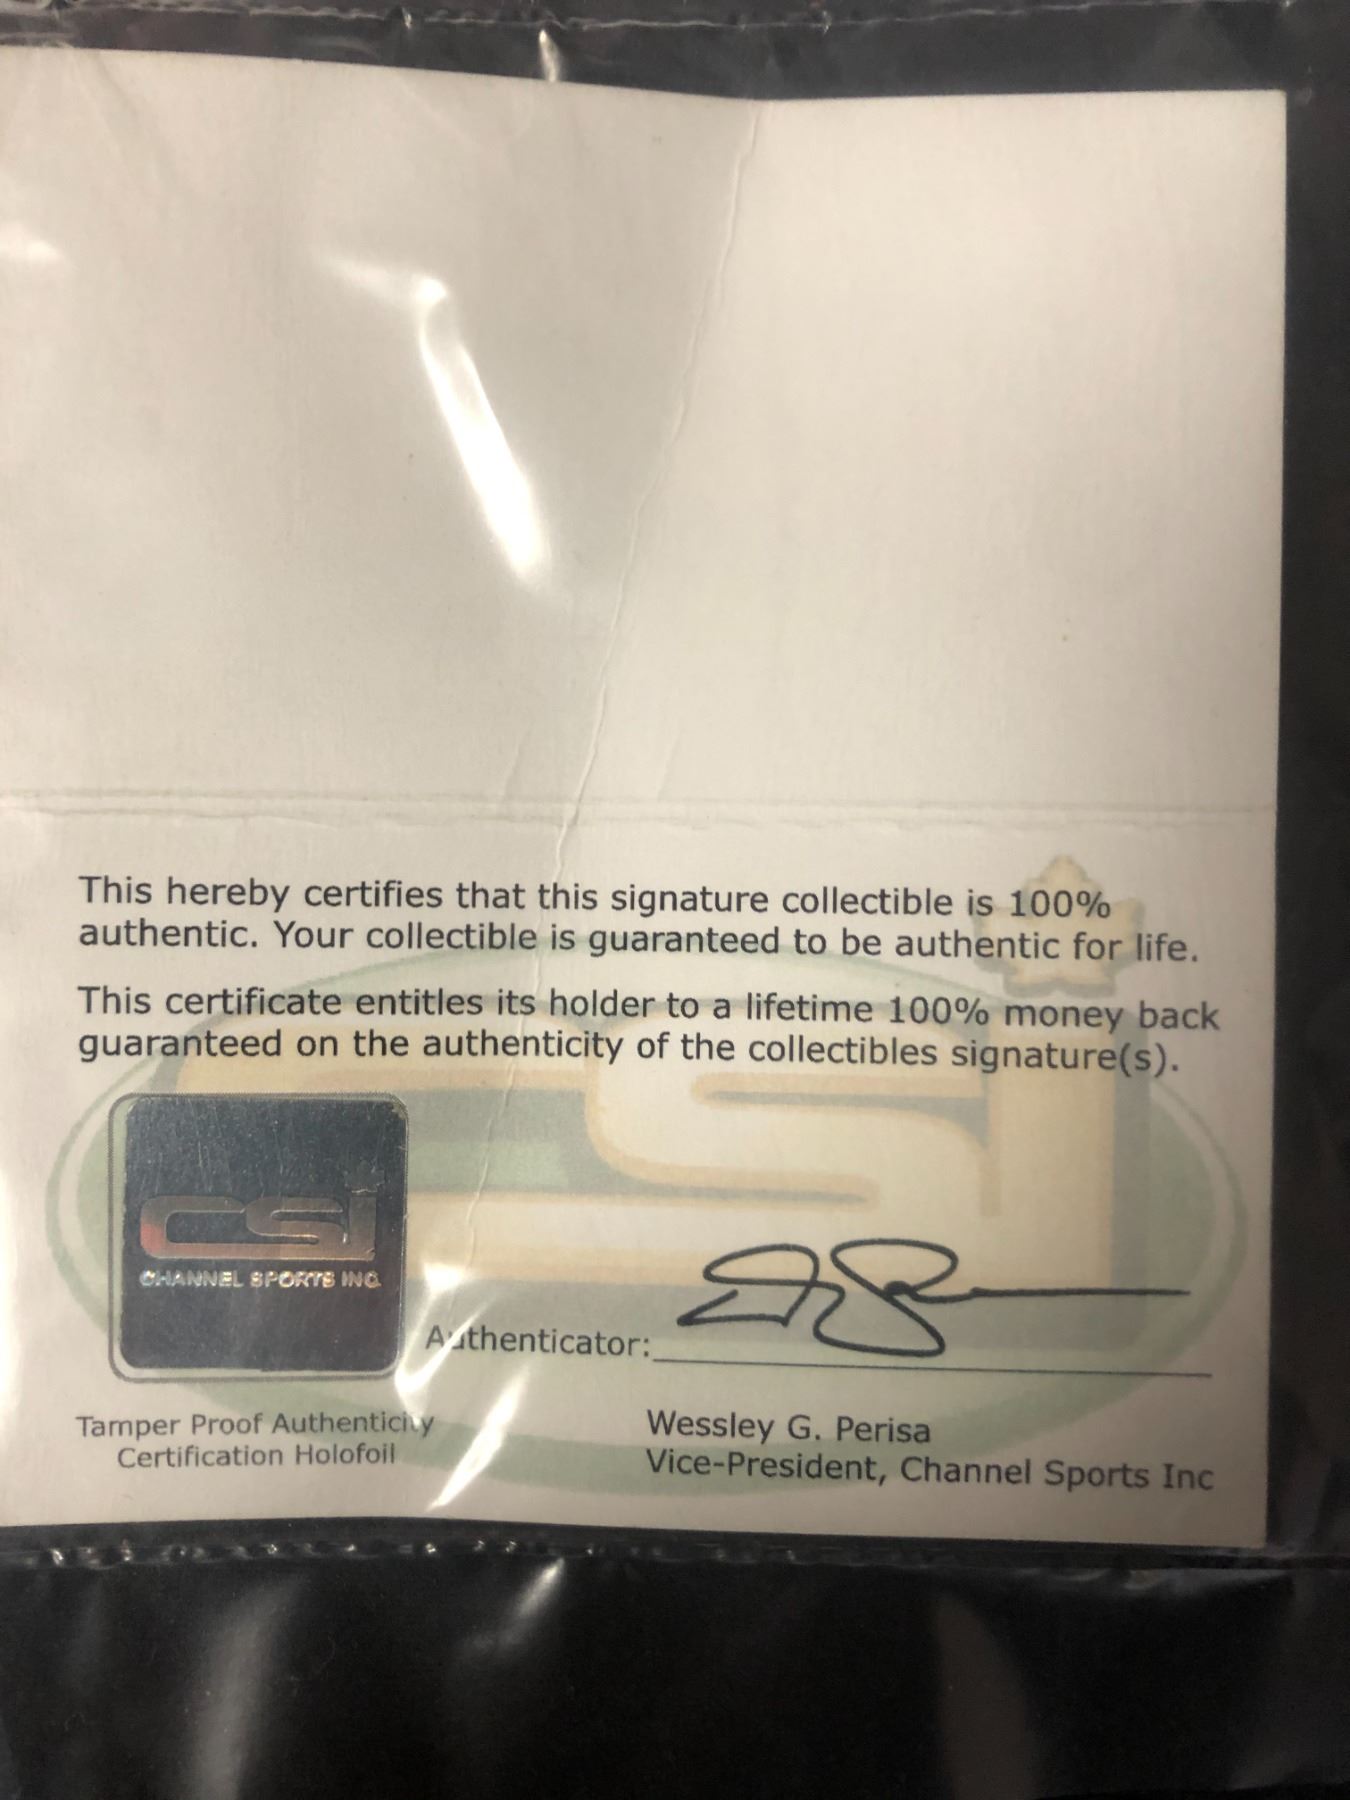 This hereby certifies that this signature collectible is 100%
authentic. Your collectible is guaranteed to be authentic for life.
This certificate entitles its holder to a lifetime 100% money back
guaranteed on the authenticity of the collectibles signature(s).
csi
csi
CHANNEL SPORTS INC.
Authenticator:
Tamper Proof Authenticity
Certification Holofoil
Wessley G. Perisa
Vice-President, Channel Sports Inc